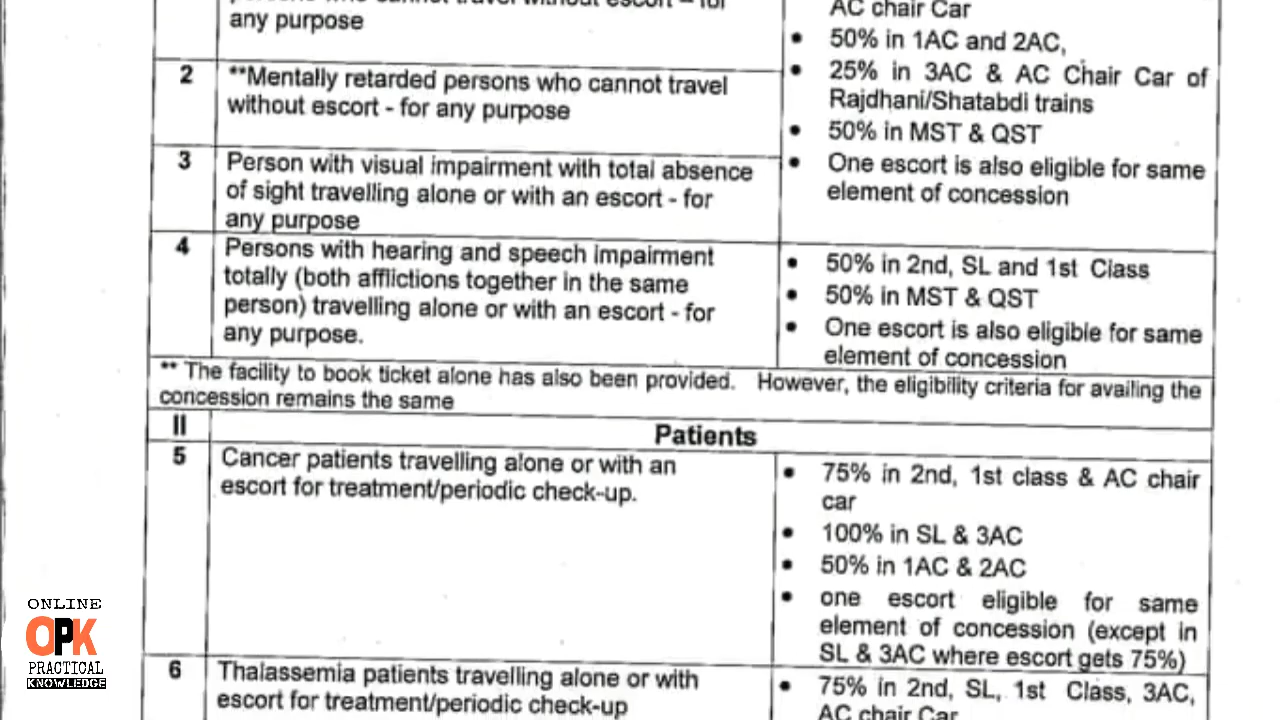 persons who cannot travel without escort – for
any purpose
AC chair Car
• 50% in 1AC and 2AC,
• 25% in 3AC & AC Chair Car of
Rajdhani/Shatabdi trains
• 50% in MST & QST
• One escort is also eligible for same
element of concession
2
**Mentally retarded persons who cannot travel
without escort - for any purpose
3
Person with visual impairment with total absence
of sight travelling alone or with an escort - for
any purpose
4
Persons with hearing and speech impairment
totally (both afflictions together in the same
person) travelling alone or with an escort - for
any purpose.
• 50% in 2nd, SL and 1st Class
• 50% in MST & QST
• One escort is also eligible for same
element of concession
** The facility to book ticket alone has also been provided. However, the eligibility criteria for availing the
concession remains the same
II
Patients
5
Cancer patients travelling alone or with an
escort for treatment/periodic check-up.
• 75% in 2nd, 1st class & AC chair
car
• 100% in SL & 3AC
• 50% in 1AC & 2AC
• one escort eligible for same
element of concession (except in
SL & 3AC where escort gets 75%)
6
Thalassemia patients travelling alone or with
escort for treatment/periodic check-up
• 75% in 2nd, SL, 1st Class, 3AC,
AC chair Car
ONLINE
OPK
PRACTICAL
KNOWLEDGE